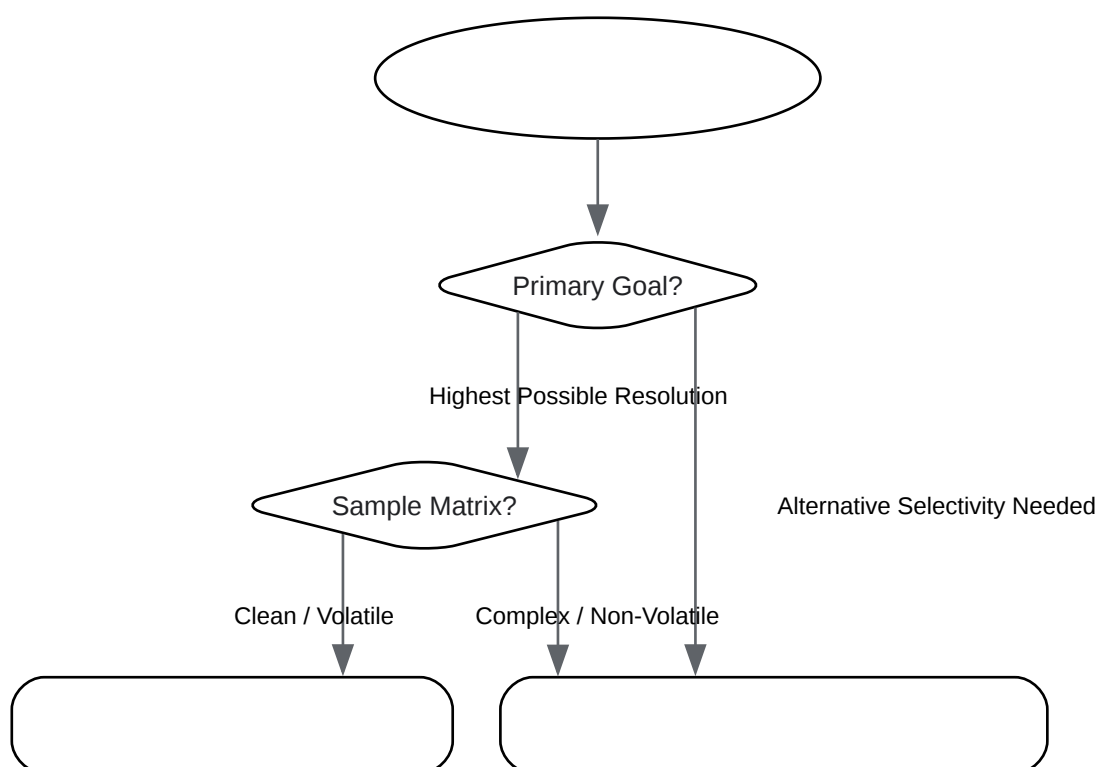 Primary Goal?
Highest Possible Resolution
Sample Matrix?
Alternative Selectivity Needed
Clean / Volatile
Complex / Non-Volatile